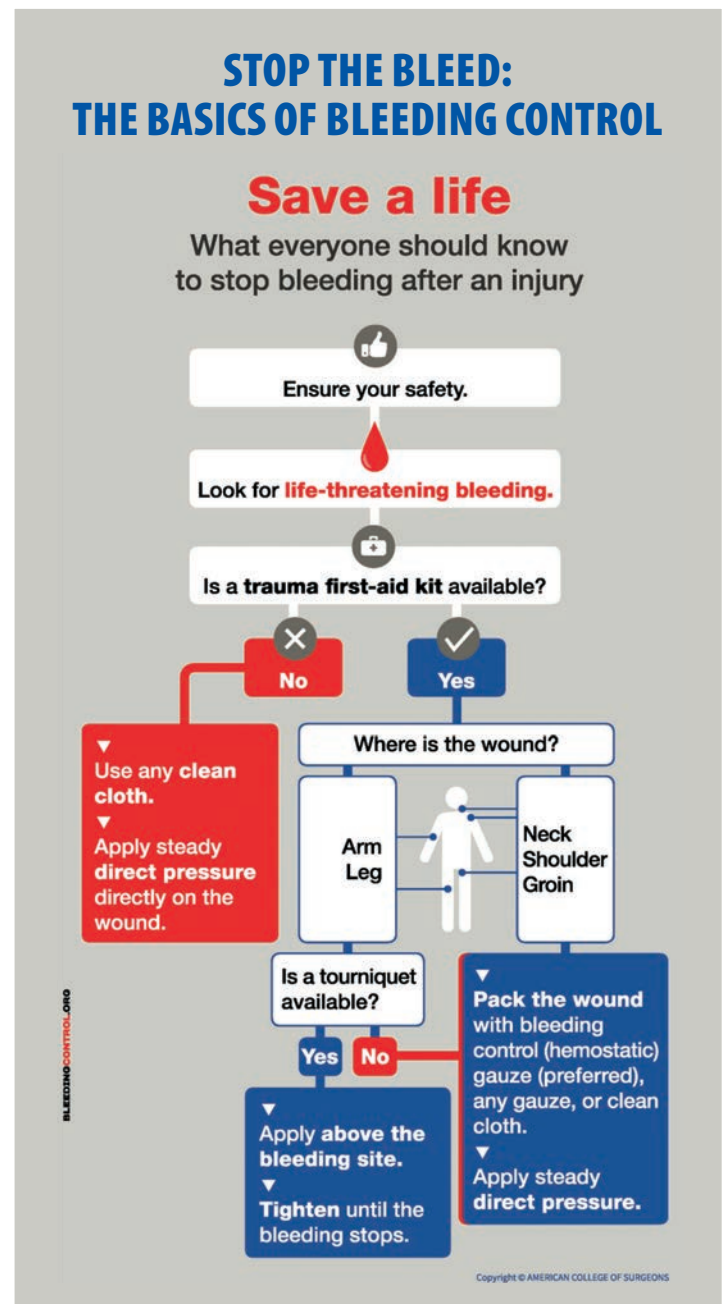 STOP THE BLEED:
THE BASICS OF BLEEDING CONTROL
Save a life
What everyone should know
to stop bleeding after an injury
Ensure your safety.
Look for life-threatening bleeding.
Is a trauma first-aid kit available?
No
Yes
Use any clean
cloth.
Apply steady
direct pressure
directly on the
wound.
Where is the wound?
Arm
Leg
Neck
Shoulder
Groin
Is a tourniquet
available?
Yes
No
Apply above the
bleeding site.
Tighten until the
bleeding stops.
Pack the wound
with bleeding
control (hemostatic)
gauze (preferred),
any gauze, or clean
cloth.
Apply steady
direct pressure.
BLEEDINGCONTROL.ORG
Copyright © AMERICAN COLLEGE OF SURGEONS